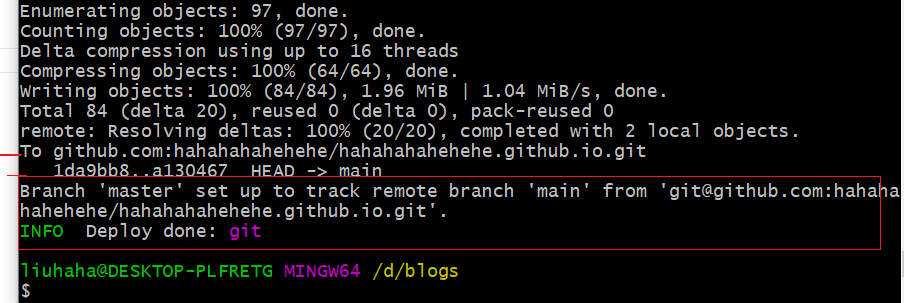 Enumerating objects: 97, done.
Counting objects: 100% (97/97), done.
Delta compression using up to 16 threads
Compressing objects: 100% (64/64), done.
Writing objects: 100% (84/84), 1.96 MiB | 1.04 MiB/s, done.
Total 84 (delta 20), reused 0 (delta 0), pack-reused 0
remote: Resolving deltas: 100% (20/20), completed with 2 local objects.
To github.com:hahahahahehehe/hahahahahehehe.github.io.git
1da9bb8..a130467  HEAD -> main
Branch 'master' set up to track remote branch 'main' from 'git@github.com:hahaha
hahehehe/hahahahahehehe.github.io.git'.
INFO  Deploy done: git
liuhaha@DESKTOP-PLFRETG MINGW64 /d/blogs
$